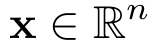 𝐱 ∈ ℝⁿ